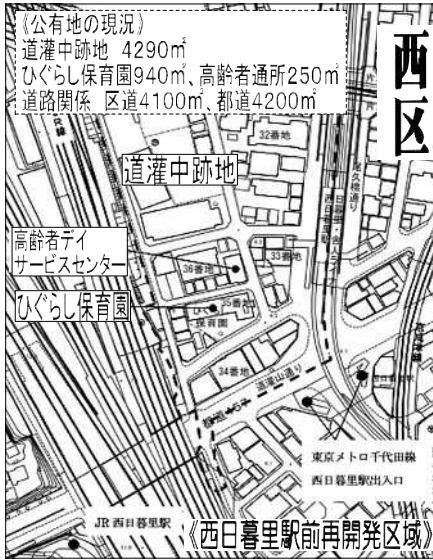 《公有地の現況》
道灌中跡地 4290㎡
ひぐらし保育園940㎡、高齢者通所250㎡
道路関係 区道4100㎡、都道4200㎡
西区
32番地
尾久橋通り
道灌中跡地
高齢者デイ
サービスセンター
33番地
36番地
35番地
ひぐらし保育園
保育園
34番地
道灌山通り
東京メトロ千代田線
西日暮里駅出入口
JR 西日暮里駅
《西日暮里駅前再開発区域》